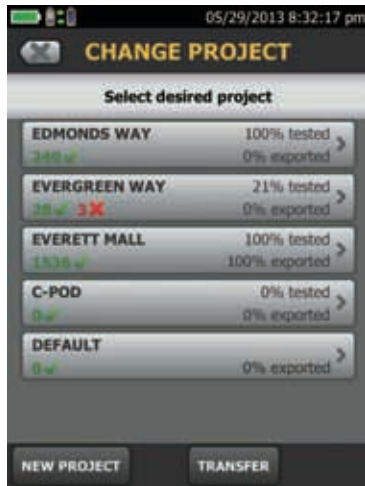 05/29/2013 8:32:17 pm
CHANGE PROJECT
Select desired project
EDMONDS WAY 100% tested
240 ✓ 0% exported
EVERGREEN WAY 21% tested
28 ✓ 3 ✗ 0% exported
EVERETT MALL 100% tested
1536 ✓ 100% exported
C-POD 0% tested
0 ✓ 0% exported
DEFAULT
0 ✓ 0% exported
NEW PROJECT TRANSFER